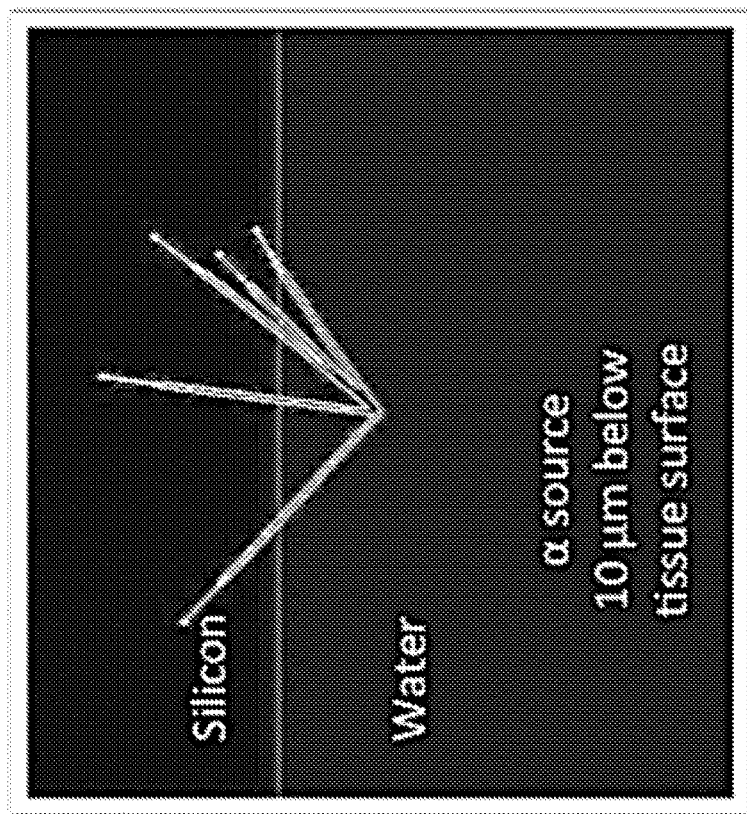 Silicon
Water
α source
10 μm below
tissue surface